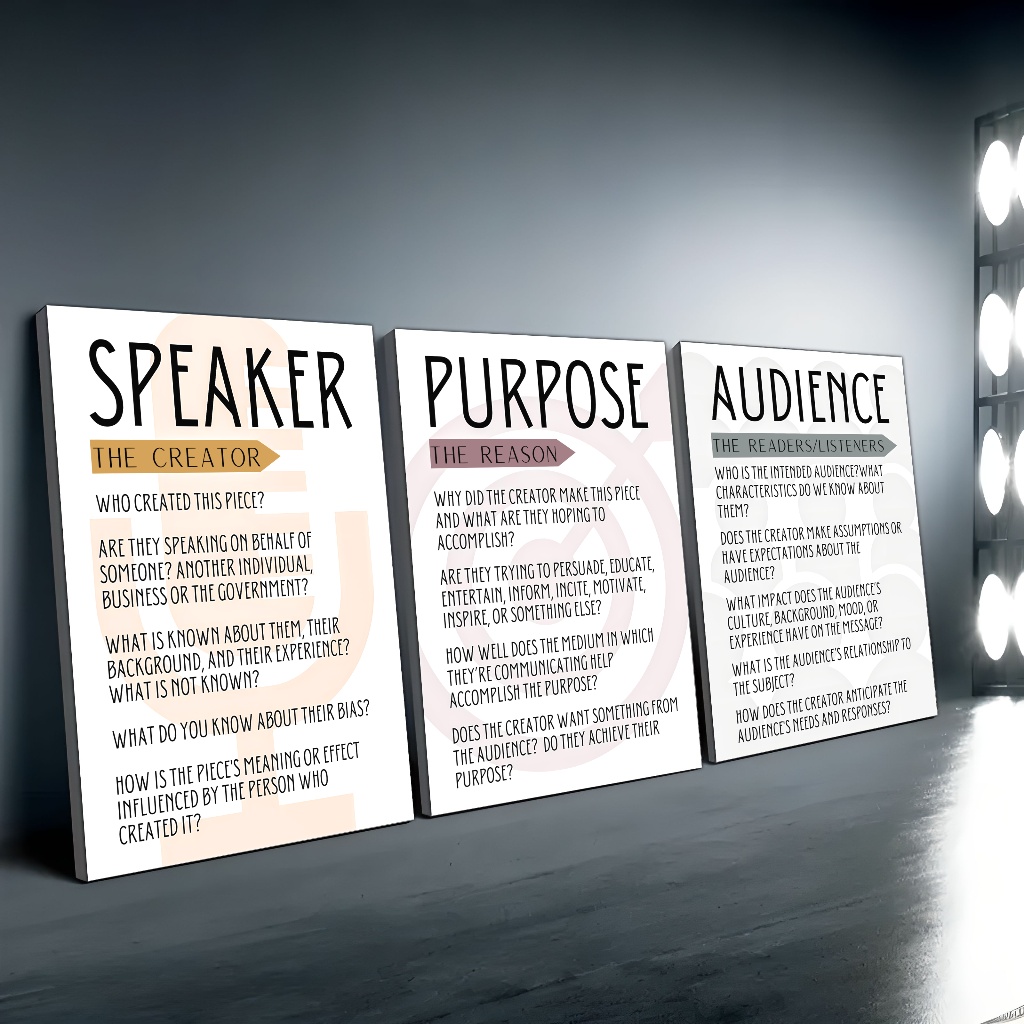 SPEAKER
THE CREATOR
WHO CREATED THIS PIECE?
ARE THEY SPEAKING ON BEHALF OF
SOMEONE? ANOTHER INDIVIDUAL,
BUSINESS OR THE GOVERNMENT?
WHAT IS KNOWN ABOUT THEM, THEIR
BACKGROUND, AND THEIR EXPERIENCE?
WHAT IS NOT KNOWN?
WHAT DO YOU KNOW ABOUT THEIR BIAS?
HOW IS THE PIECE'S MEANING OR EFFECT
INFLUENCED BY THE PERSON WHO
CREATED IT?
PURPOSE
THE REASON
WHY DID THE CREATOR MAKE THIS PIECE
AND WHAT ARE THEY HOPING TO
ACCOMPLISH?
ARE THEY TRYING TO PERSUADE, EDUCATE,
ENTERTAIN, INFORM, INCITE, MOTIVATE,
INSPIRE, OR SOMETHING ELSE?
HOW WELL DOES THE MEDIUM IN WHICH
THEY'RE COMMUNICATING HELP
ACCOMPLISH THE PURPOSE?
DOES THE CREATOR WANT SOMETHING FROM
THE AUDIENCE? DO THEY ACHIEVE THEIR
PURPOSE?
AUDIENCE
THE READERS/LISTENERS
WHO IS THE INTENDED AUDIENCE?WHAT
CHARACTERISTICS DO WE KNOW ABOUT
THEM?
DOES THE CREATOR MAKE ASSUMPTIONS OR
HAVE EXPECTATIONS ABOUT THE
AUDIENCE?
WHAT IMPACT DOES THE AUDIENCE'S
CULTURE, BACKGROUND, MOOD, OR
EXPERIENCE HAVE ON THE MESSAGE?
WHAT IS THE AUDIENCE'S RELATIONSHIP TO
THE SUBJECT?
HOW DOES THE CREATOR ANTICIPATE THE
AUDIENCE'S NEEDS AND RESPONSES?